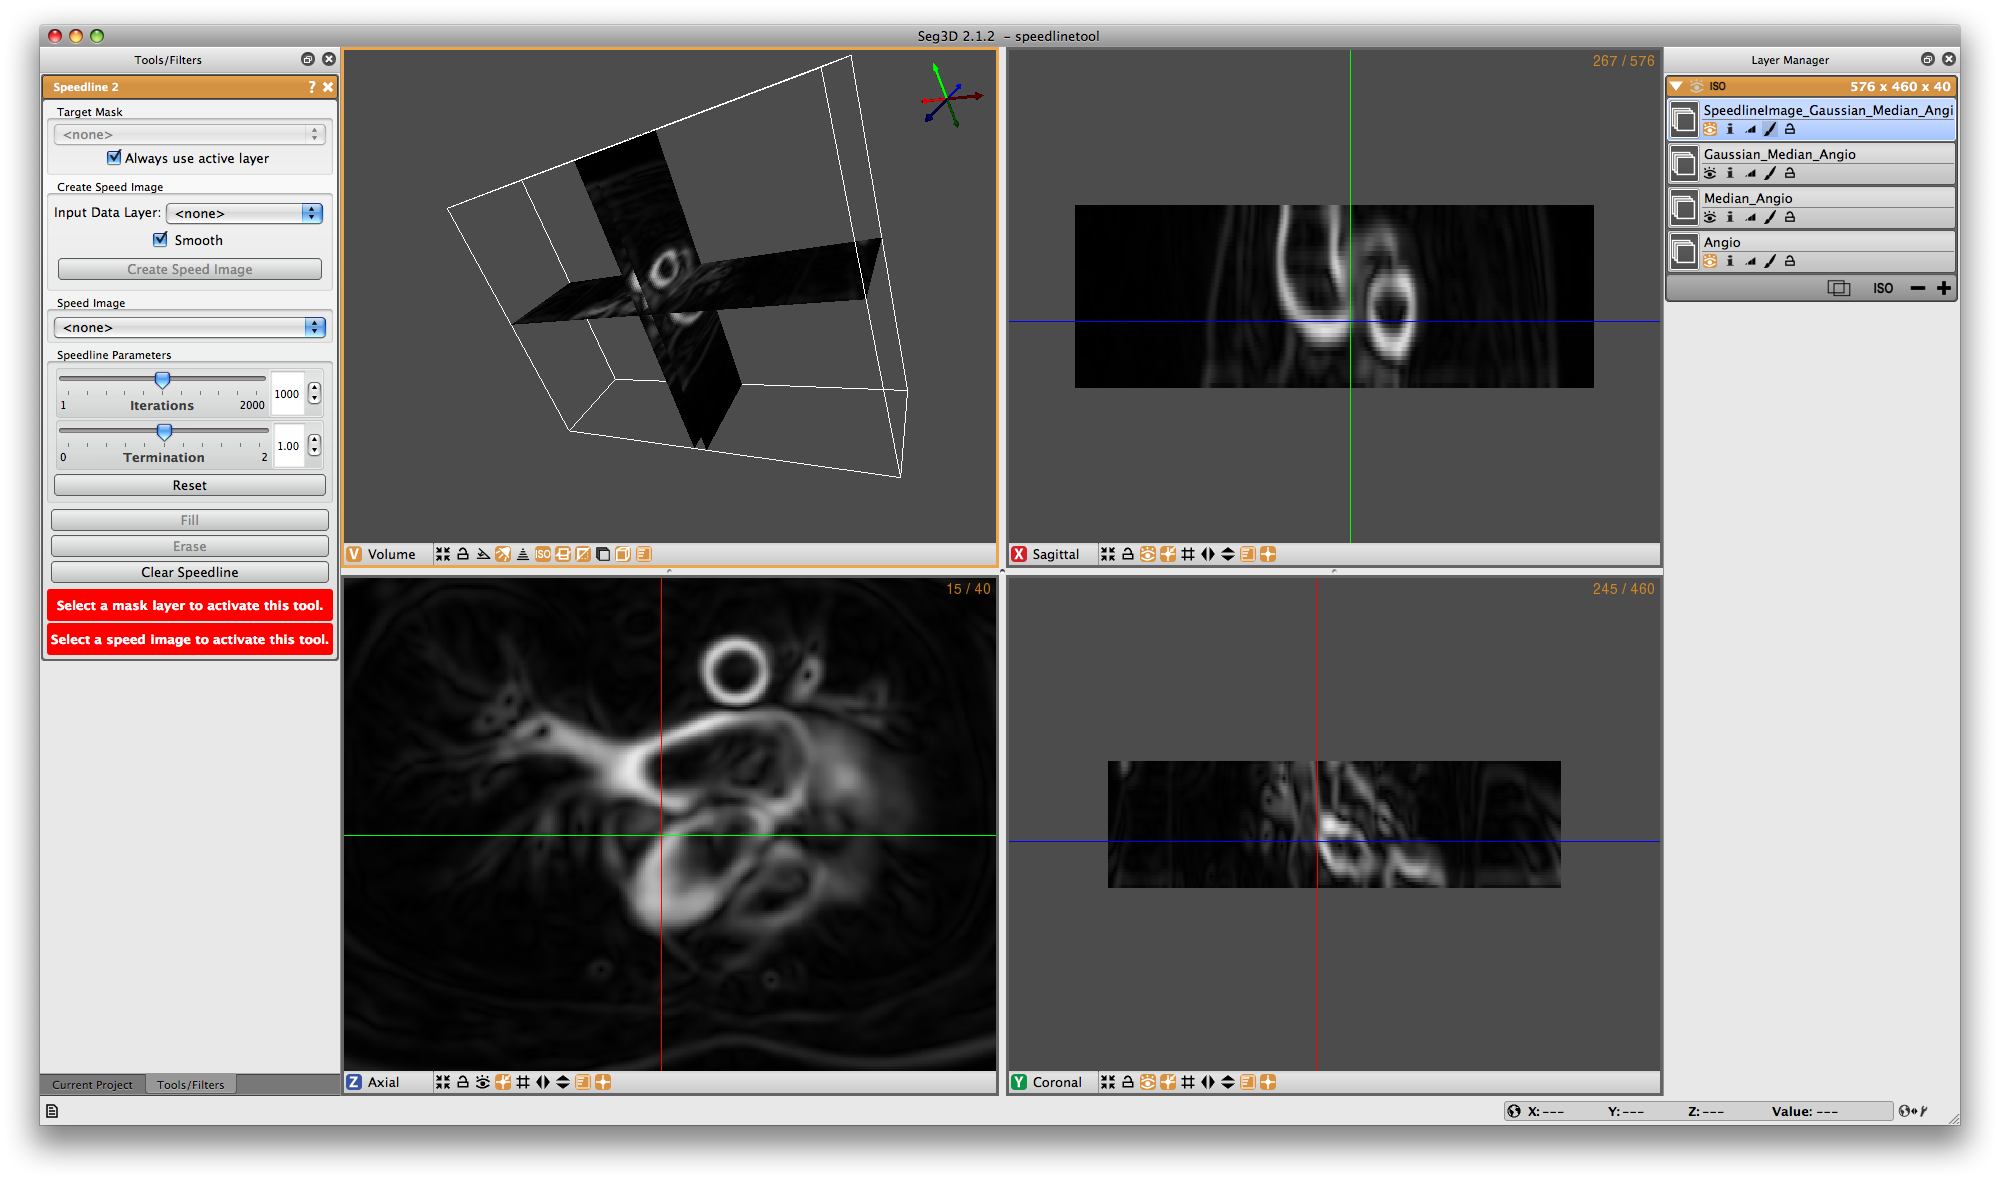 Seg3D 2.1.2 - speedlinetool
Tools/Filters
Speedline 2 ?
Target Mask
<none>
Always use active layer
Create Speed Image
Input Data Layer: <none>
Smooth
Create Speed Image
Speed Image
<none>
Speedline Parameters
1 Iterations 2000 1000
0 Termination 2 1.00
Reset
Fill
Erase
Clear Speedline
Select a mask layer to activate this tool.
Select a speed image to activate this tool.
Current Project Tools/Filters
V Volume ISO
267 / 576
X Sagittal
15 / 40
Z Axial
245 / 460
Y Coronal
Layer Manager
ISO 576 x 460 x 40
SpeedlineImage_Gaussian_Median_Angi
Gaussian_Median_Angio
Median_Angio
Angio
ISO
X: --- Y: --- Z: --- Value: ---